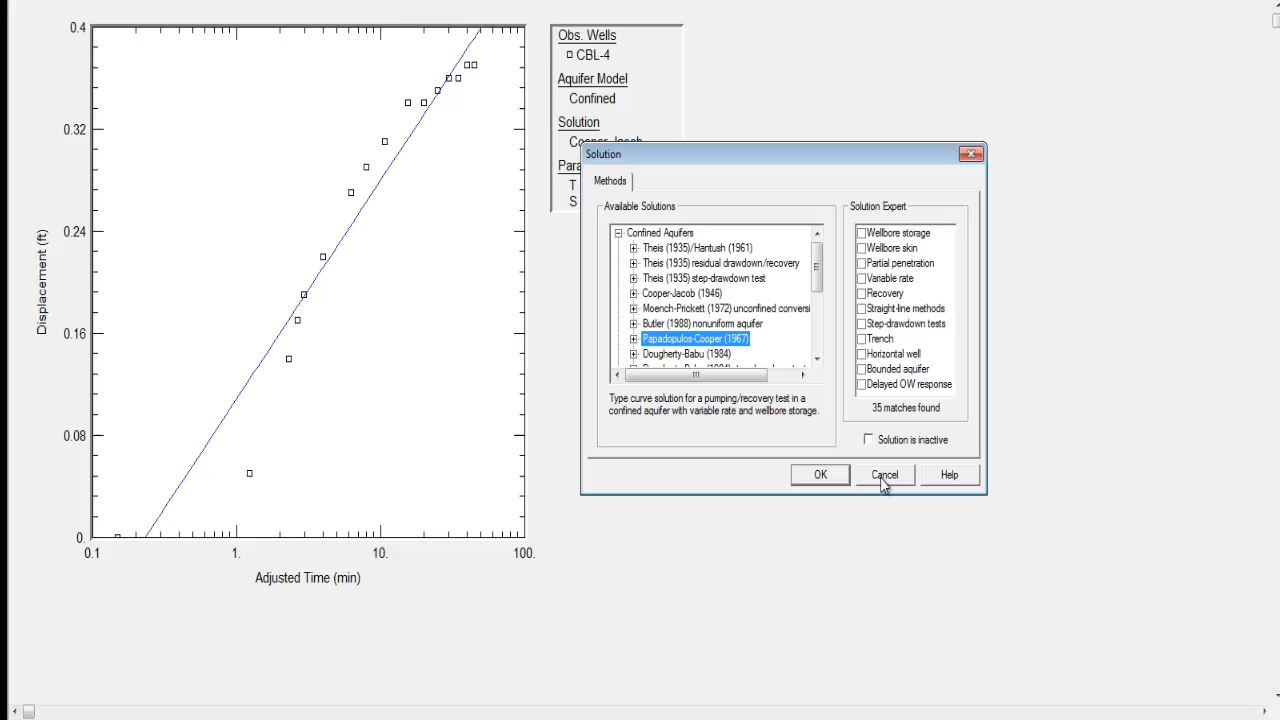 0.4
0.32
0.24
0.16
0.08
0.
Displacement (ft)
0.1
1.
10.
100.
Adjusted Time (min)
Obs. Wells
CBL-4
Aquifer Model
Confined
Solution
T
S
Solution
Methods
Available Solutions
Confined Aquifers
Theis (1935)/Hantush (1961)
Theis (1935) residual drawdown/recovery
Theis (1935) step-drawdown test
Cooper-Jacob (1946)
Moench-Prickett (1972) unconfined conversi
Butler (1988) nonuniform aquifer
Papadopulos-Cooper (1967)
Dougherty-Babu (1984)
Type curve solution for a pumping/recovery test in a
confined aquifer with variable rate and wellbore storage.
Solution Expert
Wellbore storage
Wellbore skin
Partial penetration
Variable rate
Recovery
Straight-line methods
Step-drawdown tests
Trench
Horizontal well
Bounded aquifer
Delayed OW response
35 matches found
Solution is inactive
OK
Cancel
Help